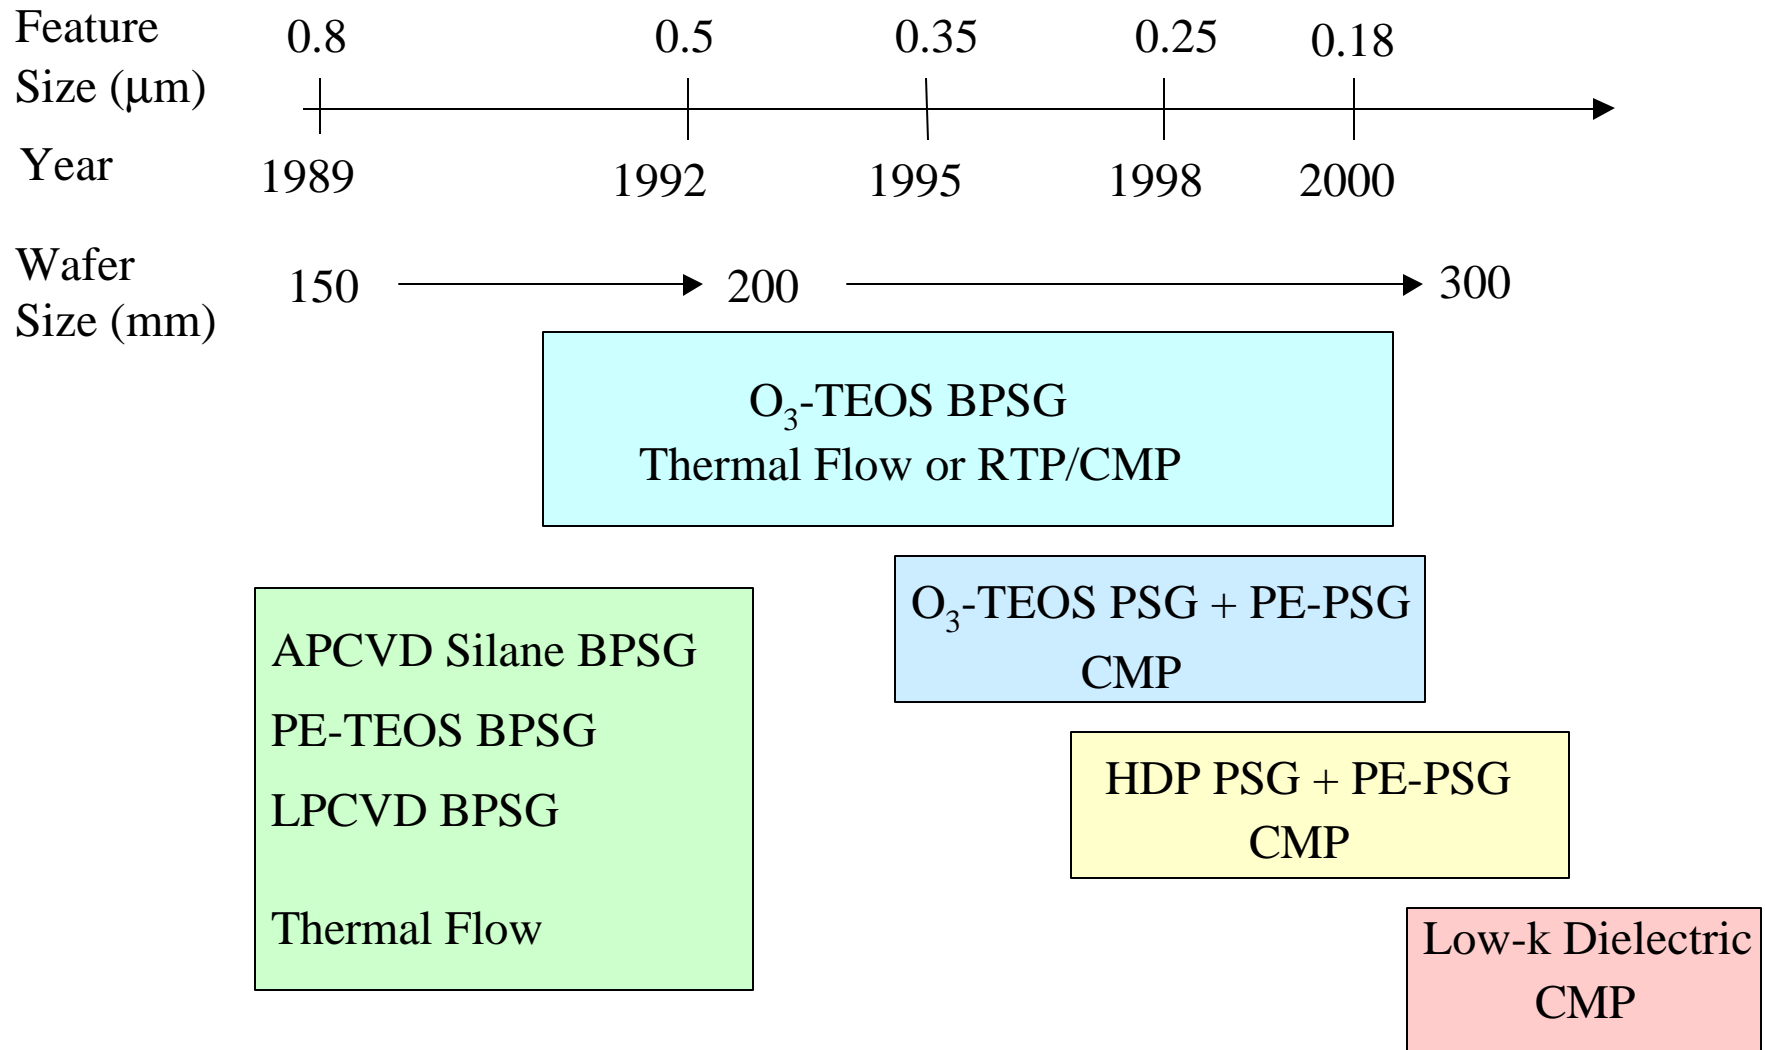 Feature
Size (μm)
0.8 0.5 0.35 0.25 0.18
Year
1989 1992 1995 1998 2000
Wafer
Size (mm)
150 200 300
O₃-TEOS BPSG
Thermal Flow or RTP/CMP
O₃-TEOS PSG + PE-PSG
CMP
APCVD Silane BPSG
PE-TEOS BPSG
LPCVD BPSG
Thermal Flow
HDP PSG + PE-PSG
CMP
Low-k Dielectric
CMP